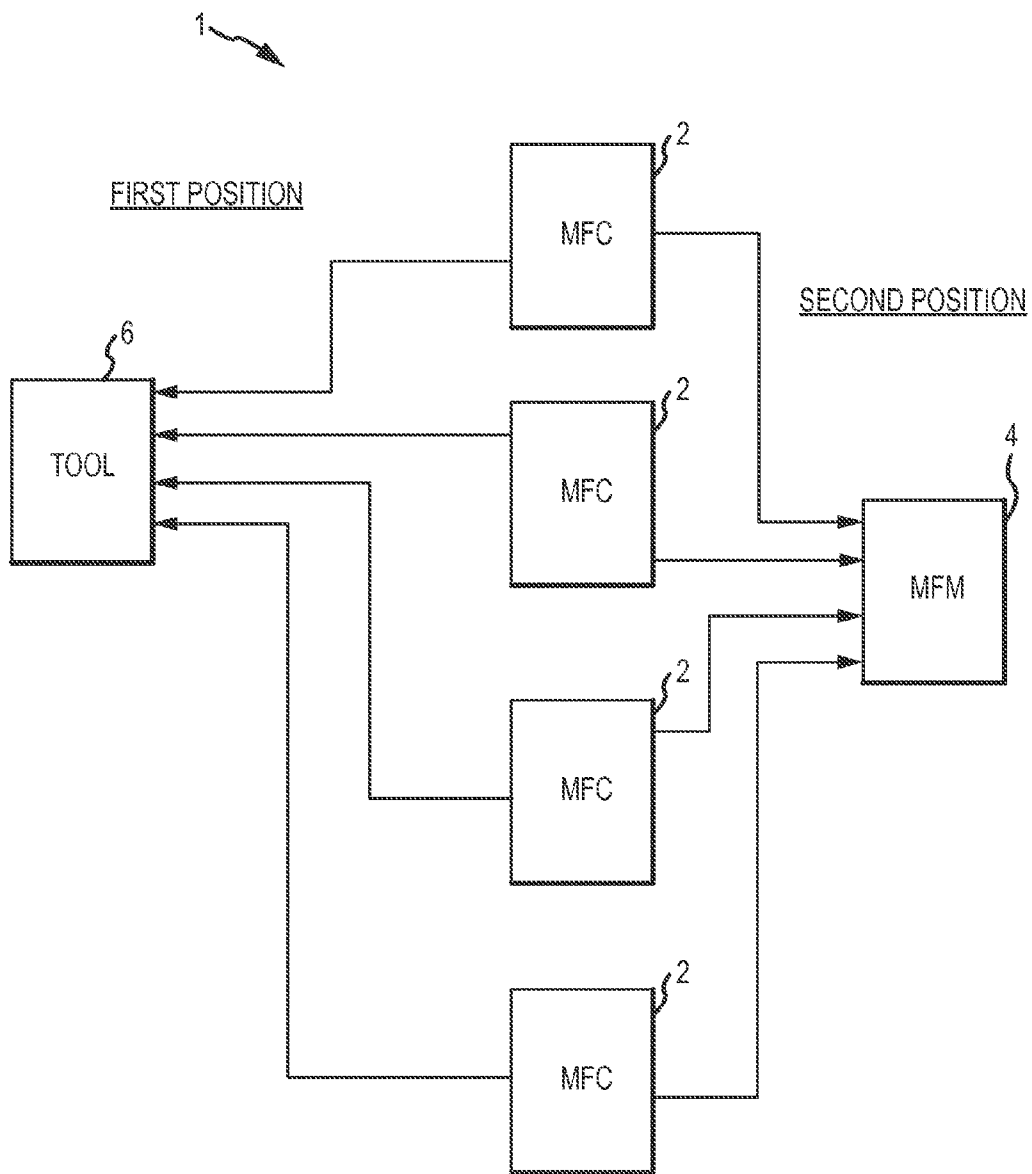 1
2
FIRST POSITION
MFC
SECOND POSITION
6
2
TOOL
MFC
4
MFM
2
MFC
2
MFC